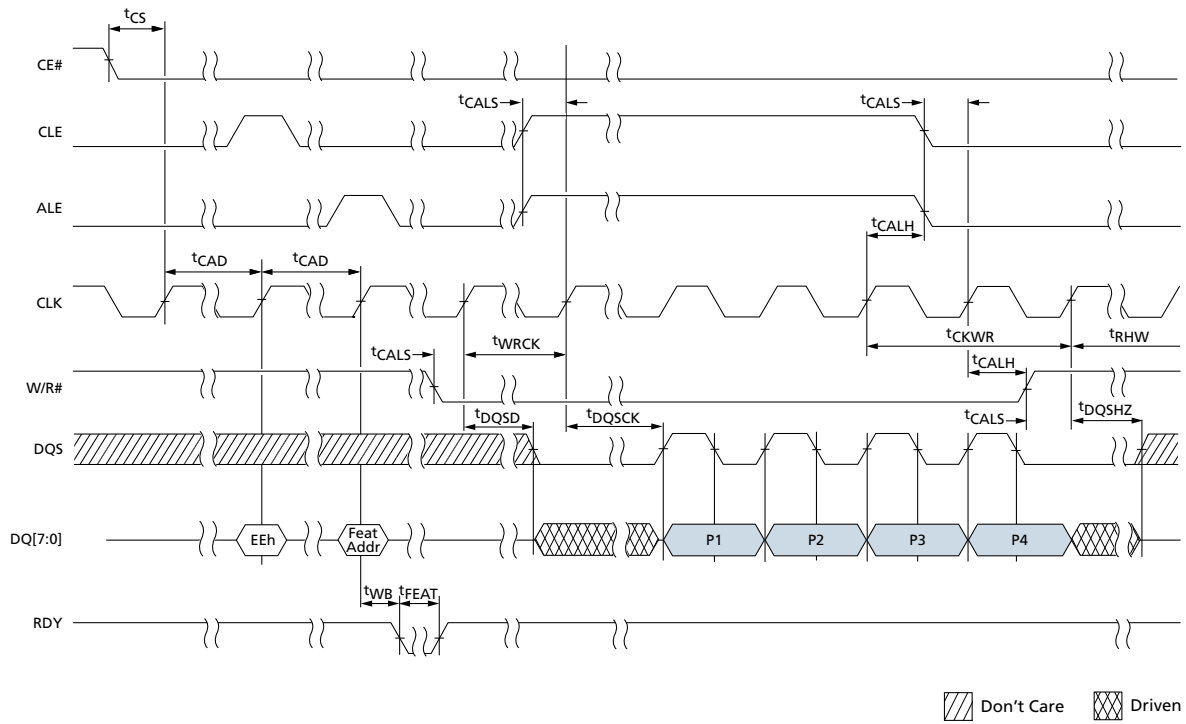 tCS
CE#
tCALS
tCALS
CLE
ALE
tCALH
tCAD
tCAD
CLK
tWRCK
tCKWR
tRHW
tCALS
tCALH
W/R#
tDQSD
tDQSCK
tCALS
tDQSHZ
DQS
DQ[7:0]
EEh
Feat
Addr
P1
P2
P3
P4
tWB
tFEAT
RDY
Don't Care
Driven